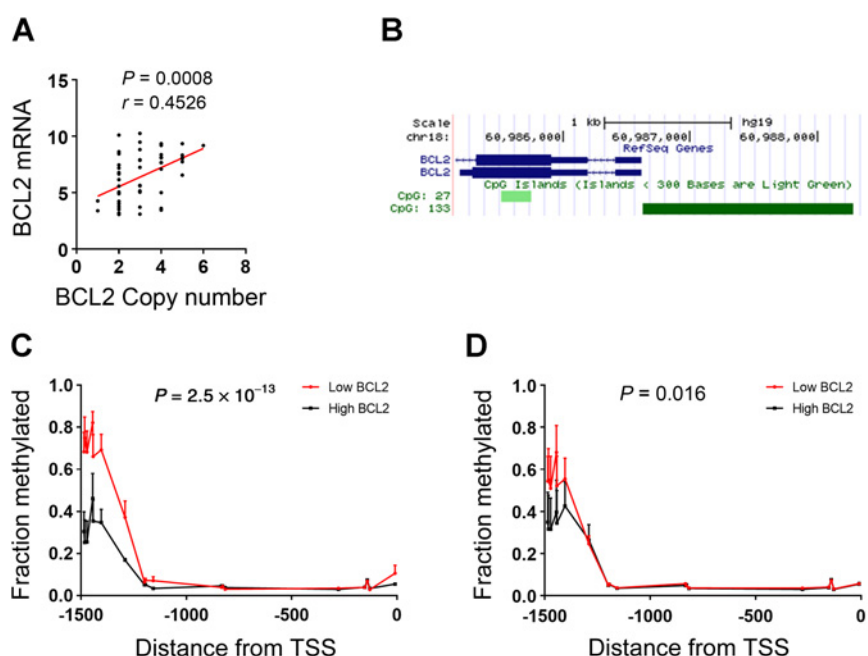 A
P = 0.0008
r = 0.4526
15
10
5
0
0 2 4 6 8
BCL2 mRNA
BCL2 Copy number
B
Scale 1 kb hg19
chr18: 60,986,000 60,987,000 60,988,000
RefSeq Genes
BCL2
BCL2
CpG Islands (Islands < 300 Bases are Light Green)
CpG: 27
CpG: 133
C
P = 2.5 × 10⁻¹³
Low BCL2
High BCL2
1.0
0.8
0.6
0.4
0.2
0.0
-1500 -1000 -500 0
Fraction methylated
Distance from TSS
D
P = 0.016
Low BCL2
High BCL2
1.0
0.8
0.6
0.4
0.2
0.0
-1500 -1000 -500 0
Fraction methylated
Distance from TSS